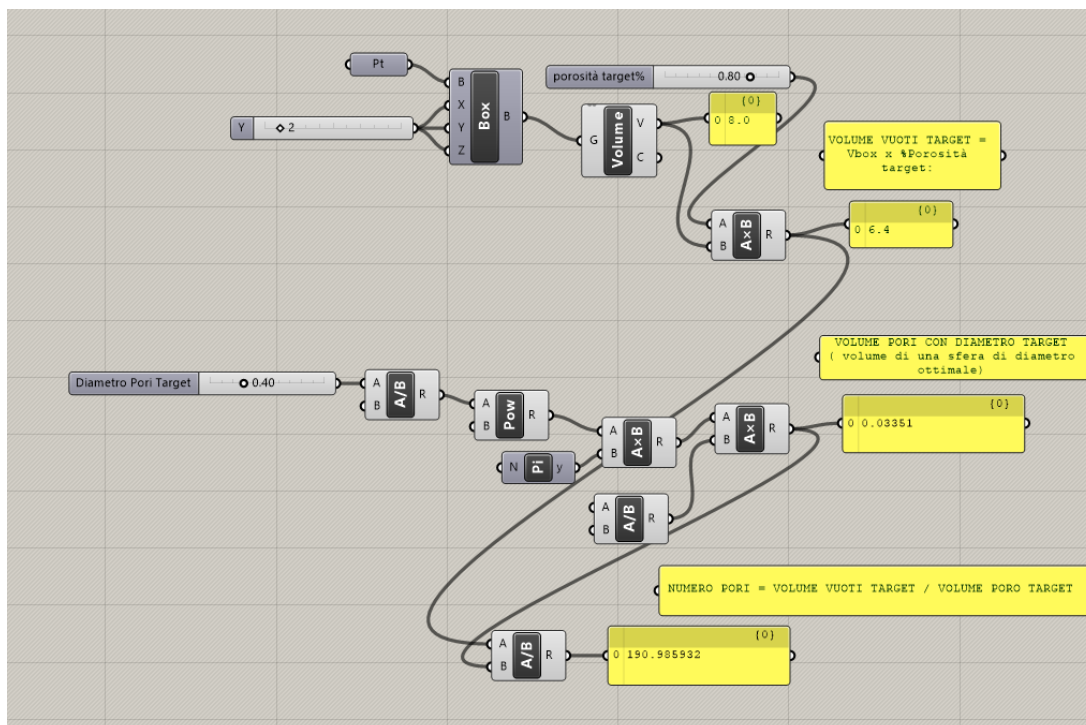 Pt
B
X
Y
Z
Box
B
Y
2
porosità target%
0.80
G
Volume
V
C
{0}
0 8.0
VOLUME VUOTI TARGET =
Vbox x %Porosità
target:
A
B
A×B
R
{0}
0 6.4
VOLUME PORI CON DIAMETRO TARGET
( volume di una sfera di diametro
ottimale)
Diametro Pori Target
0.40
A
B
A/B
R
A
B
Pow
R
N
Pi
y
A
B
A×B
R
A
B
A×B
R
{0}
0 0.03351
A
B
A/B
R
NUMERO PORI = VOLUME VUOTI TARGET / VOLUME PORO TARGET
A
B
A/B
R
{0}
0 190.985932